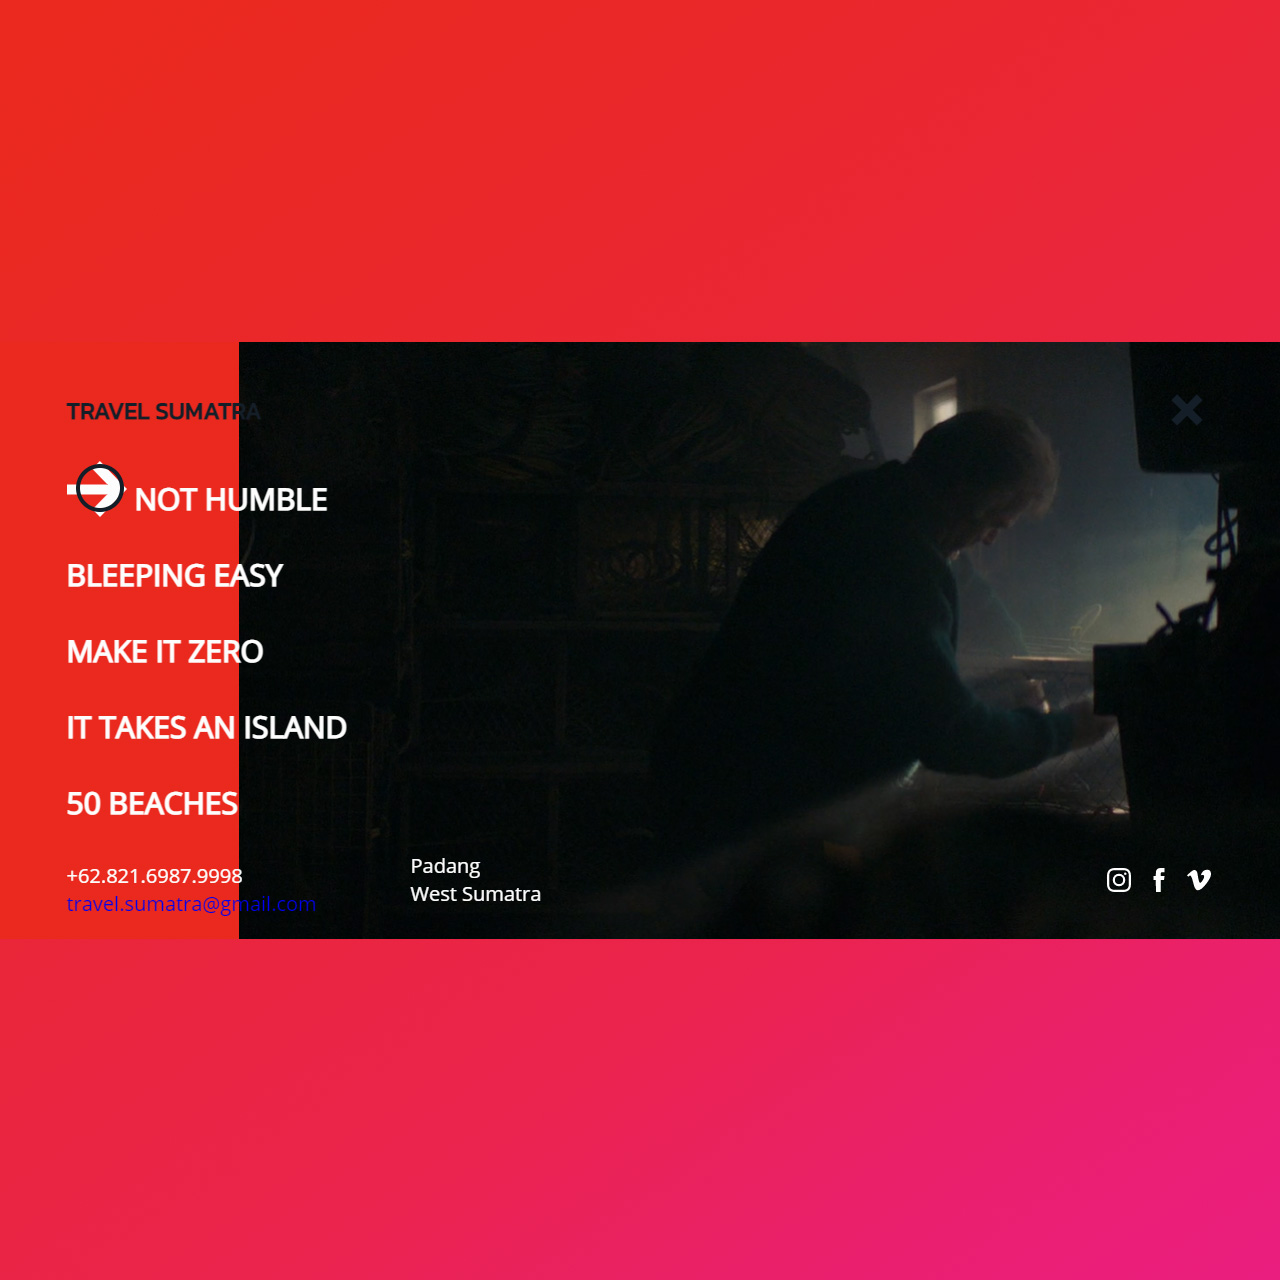 TRAVEL SUMATRA
NOT HUMBLE
BLEEPING EASY
MAKE IT ZERO
IT TAKES AN ISLAND
50 BEACHES
+62.821.6987.9998
travel.sumatra@gmail.com
Padang
West Sumatra